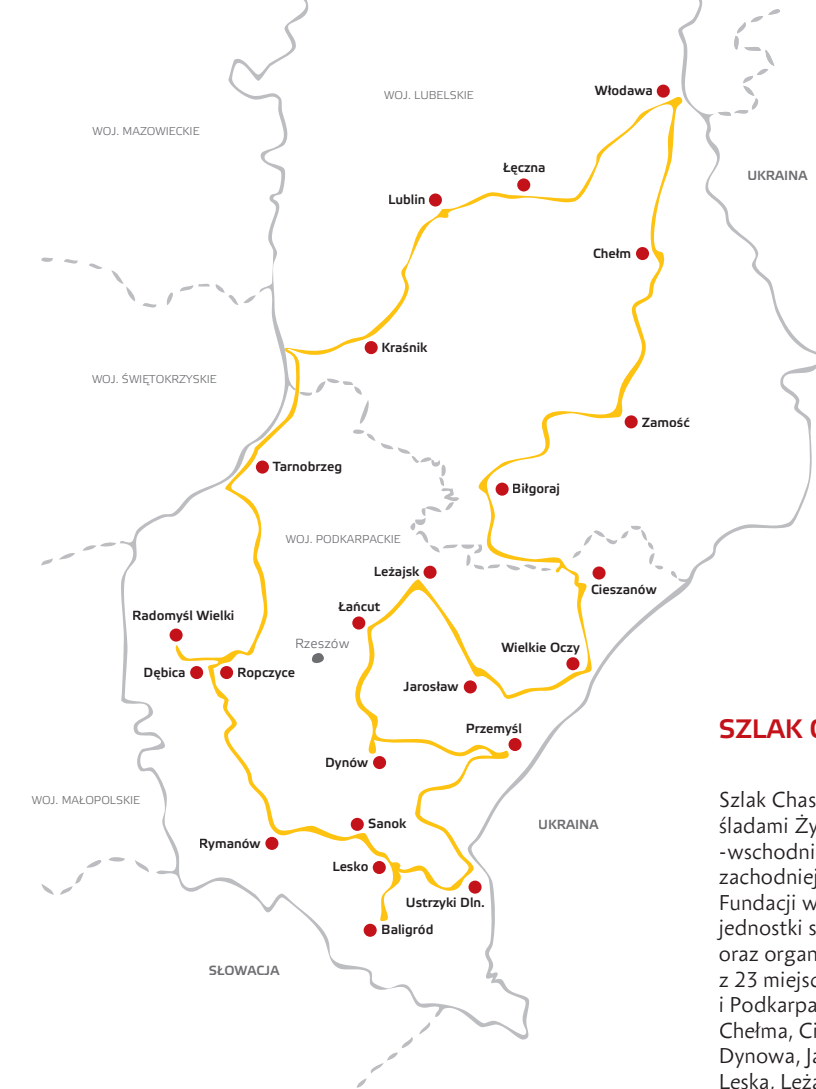 Włodawa
WOJ. LUBELSKIE
WOJ. MAZOWIECKIE
Łęczna
UKRAINA
Lublin
Chełm
Kraśnik
WOJ. ŚWIĘTOKRZYSKIE
Zamość
Tarnobrzeg
Biłgoraj
WOJ. PODKARPACKIE
Leżajsk
Cieszanów
Łańcut
Radomyśl Wielki
Rzeszów
Wielkie Oczy
Dębica
Ropczyce
Jarosław
Przemyśl
Dynów
WOJ. MAŁOPOLSKIE
Sanok
UKRAINA
Rymanów
Lesko
Ustrzyki Dln.
Baligród
SŁOWACJA
SZLAK
Szlak Chas
śladami Ży
-wschodni
zachodniej
Fundacji w
jednostki s
oraz organ
z 23 miejsc
i Podkarpa
Chełma, Ci
Dynowa, Ja
Leska, Leża